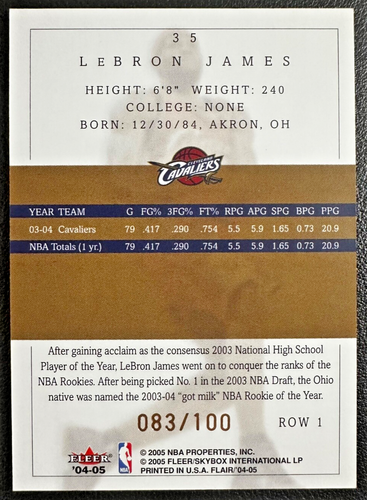 35
LEBRON JAMES
HEIGHT: 6'8" WEIGHT: 240
COLLEGE: NONE
BORN: 12/30/84, AKRON, OH
CLEVELAND
CAVALIERS
YEAR TEAM G FG% 3FG% FT% RPG APG SPG BPG PPG
03-04 Cavaliers 79 .417 .290 .754 5.5 5.9 1.65 0.73 20.9
NBA Totals (1 yr.) 79 .417 .290 .754 5.5 5.9 1.65 0.73 20.9
After gaining acclaim as the consensus 2003 National High School
Player of the Year, LeBron James went on to conquer the ranks of the
NBA Rookies. After being picked No. 1 in the 2003 NBA Draft, the Ohio
native was named the 2003-04 "got milk" NBA Rookie of the Year.
083/100 ROW 1
FLEER
'04-05
© 2005 NBA PROPERTIES, INC.
© 2005 FLEER/SKYBOX INTERNATIONAL LP
PRINTED IN U.S.A. FLAIR'04-05